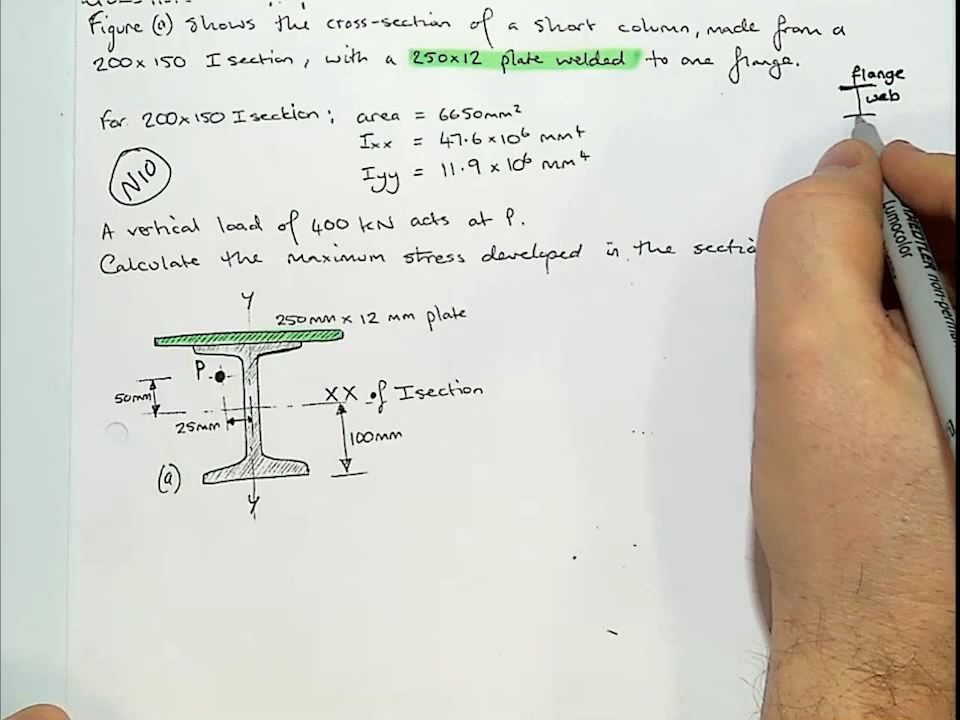 Figure (a) shows the cross-section of a short column, made from a
200x150 I section, with a 250x12 plate welded to one flange.
flange
web
For 200x150 I section; area = 6650mm²
Ixx = 47.6 x 10⁶ mm⁴
Iyy = 11.9 x 10⁶ mm⁴
N10
A vertical load of 400 kN acts at P.
Calculate the maximum stress developed in the
Y
250mm x 12 mm plate
P
50mm
XX of I section
25mm
100mm
(a)
Y
STAEDTLER
Lumocolor